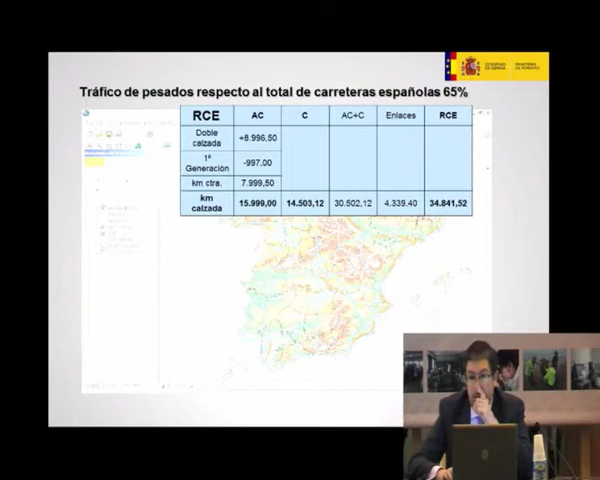 GOBIERNO DE ESPAÑA
MINISTERIO DE FOMENTO
Tráfico de pesados respecto al total de carreteras españolas 65%
RCE AC C AC+C Enlaces RCE
Doble calzada +8.996,50
1ª Generación -997,00
km ctra. 7.999,50
km calzada 15.999,00 14.503,12 30.502,12 4.339,40 34.841,52